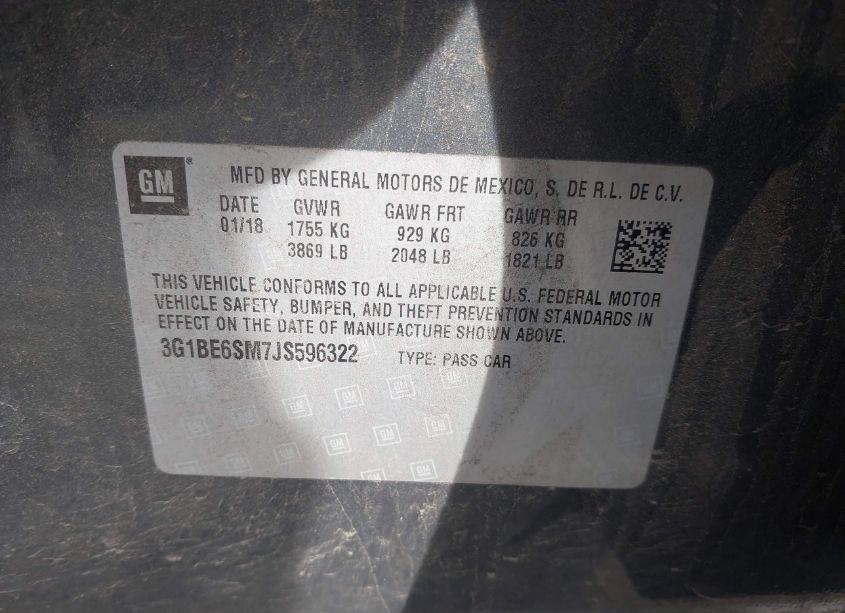 GM ® MFD BY GENERAL MOTORS DE MEXICO, S. DE R.L. DE C.V.
DATE GVWR GAWR FRT GAWR RR
01/18 1755 KG 929 KG 826 KG
3869 LB 2048 LB 1821 LB
THIS VEHICLE CONFORMS TO ALL APPLICABLE U.S. FEDERAL MOTOR
VEHICLE SAFETY, BUMPER, AND THEFT PREVENTION STANDARDS IN
EFFECT ON THE DATE OF MANUFACTURE SHOWN ABOVE.
3G1BE6SM7JS596322 TYPE: PASS CAR